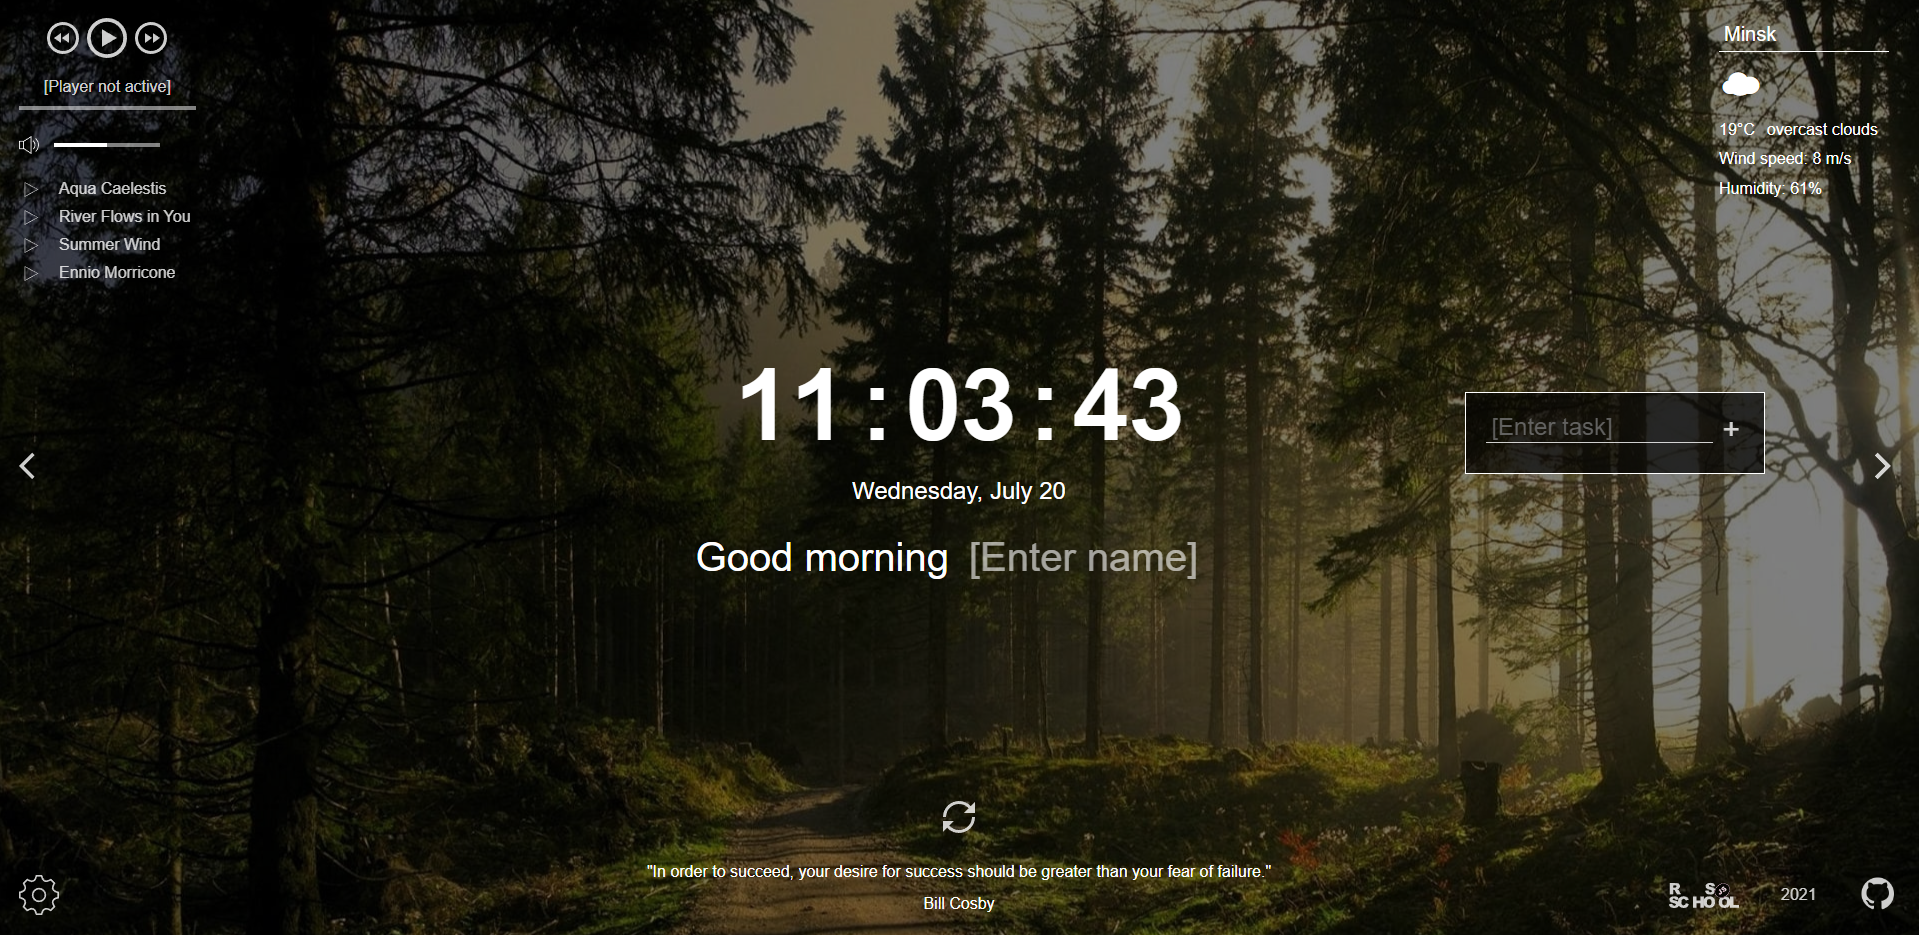 [Player not active]
Aqua Caelestis
River Flows in You
Summer Wind
Ennio Morricone
Minsk
19°C overcast clouds
Wind speed: 8 m/s
Humidity: 61%
11:03:43
Wednesday, July 20
Good morning [Enter name]
[Enter task] +
"In order to succeed, your desire for success should be greater than your fear of failure."
Bill Cosby
R S
SCHOOL
2021